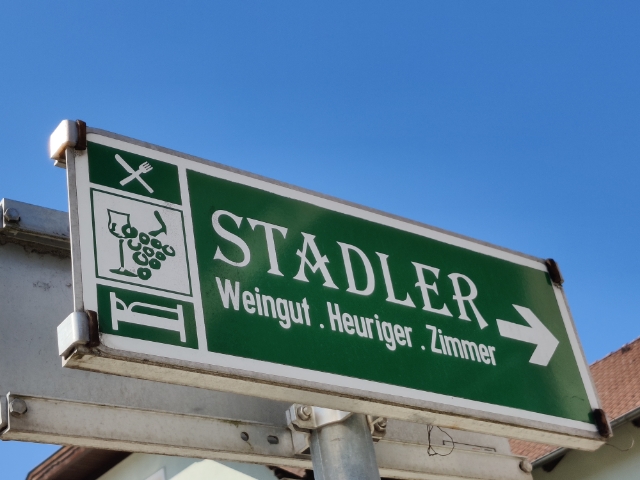 STADLER
Weingut . Heuriger . Zimmer